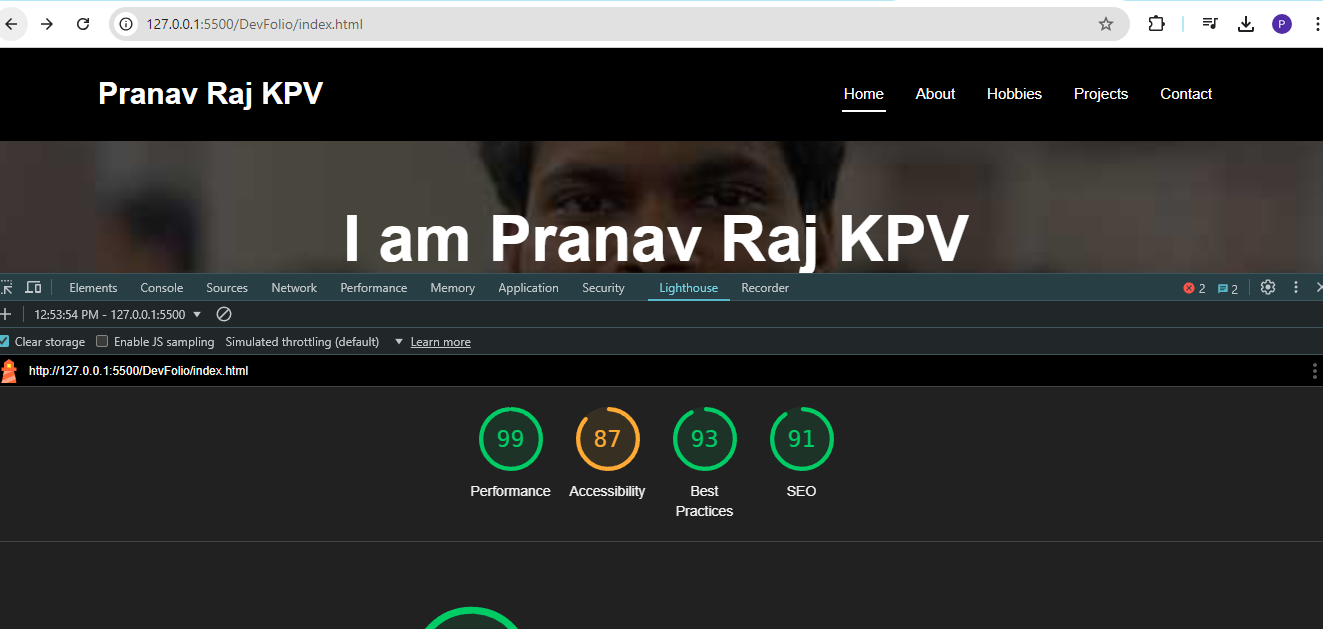 127.0.0.1:5500/DevFolio/index.html
P
Pranav Raj KPV
Home About Hobbies Projects Contact
I am Pranav Raj KPV
Elements Console Sources Network Performance Memory Application Security Lighthouse Recorder 2 2
12:53:54 PM - 127.0.0.1:5500
Clear storage Enable JS sampling Simulated throttling (default) Learn more
http://127.0.0.1:5500/DevFolio/index.html
99 87 93 91
Performance Accessibility Best Practices SEO